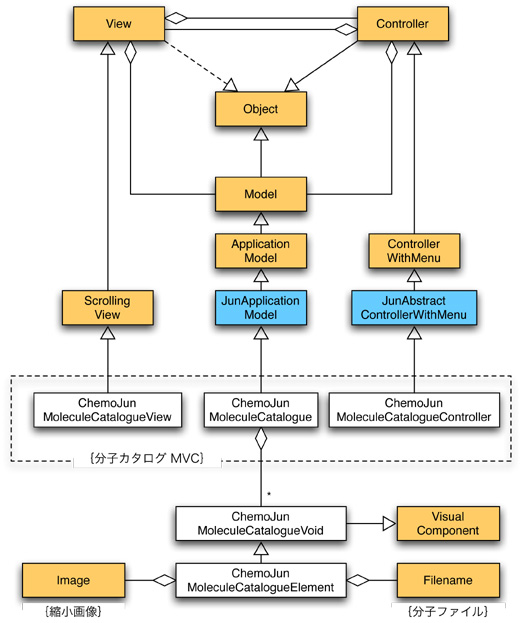 View
Controller
Object
Model
Application
Model
Controller
WithMenu
Scrolling
View
JunApplication
Model
JunAbstract
ControllerWithMenu
ChemoJun
MoleculeCatalogueView
ChemoJun
MoleculeCatalogue
ChemoJun
MoleculeCatalogueController
{分子カタログ MVC}
*
ChemoJun
MoleculeCatalogueVoid
Visual
Component
Image
ChemoJun
MoleculeCatalogueElement
Filename
{縮小画像}
{分子ファイル}